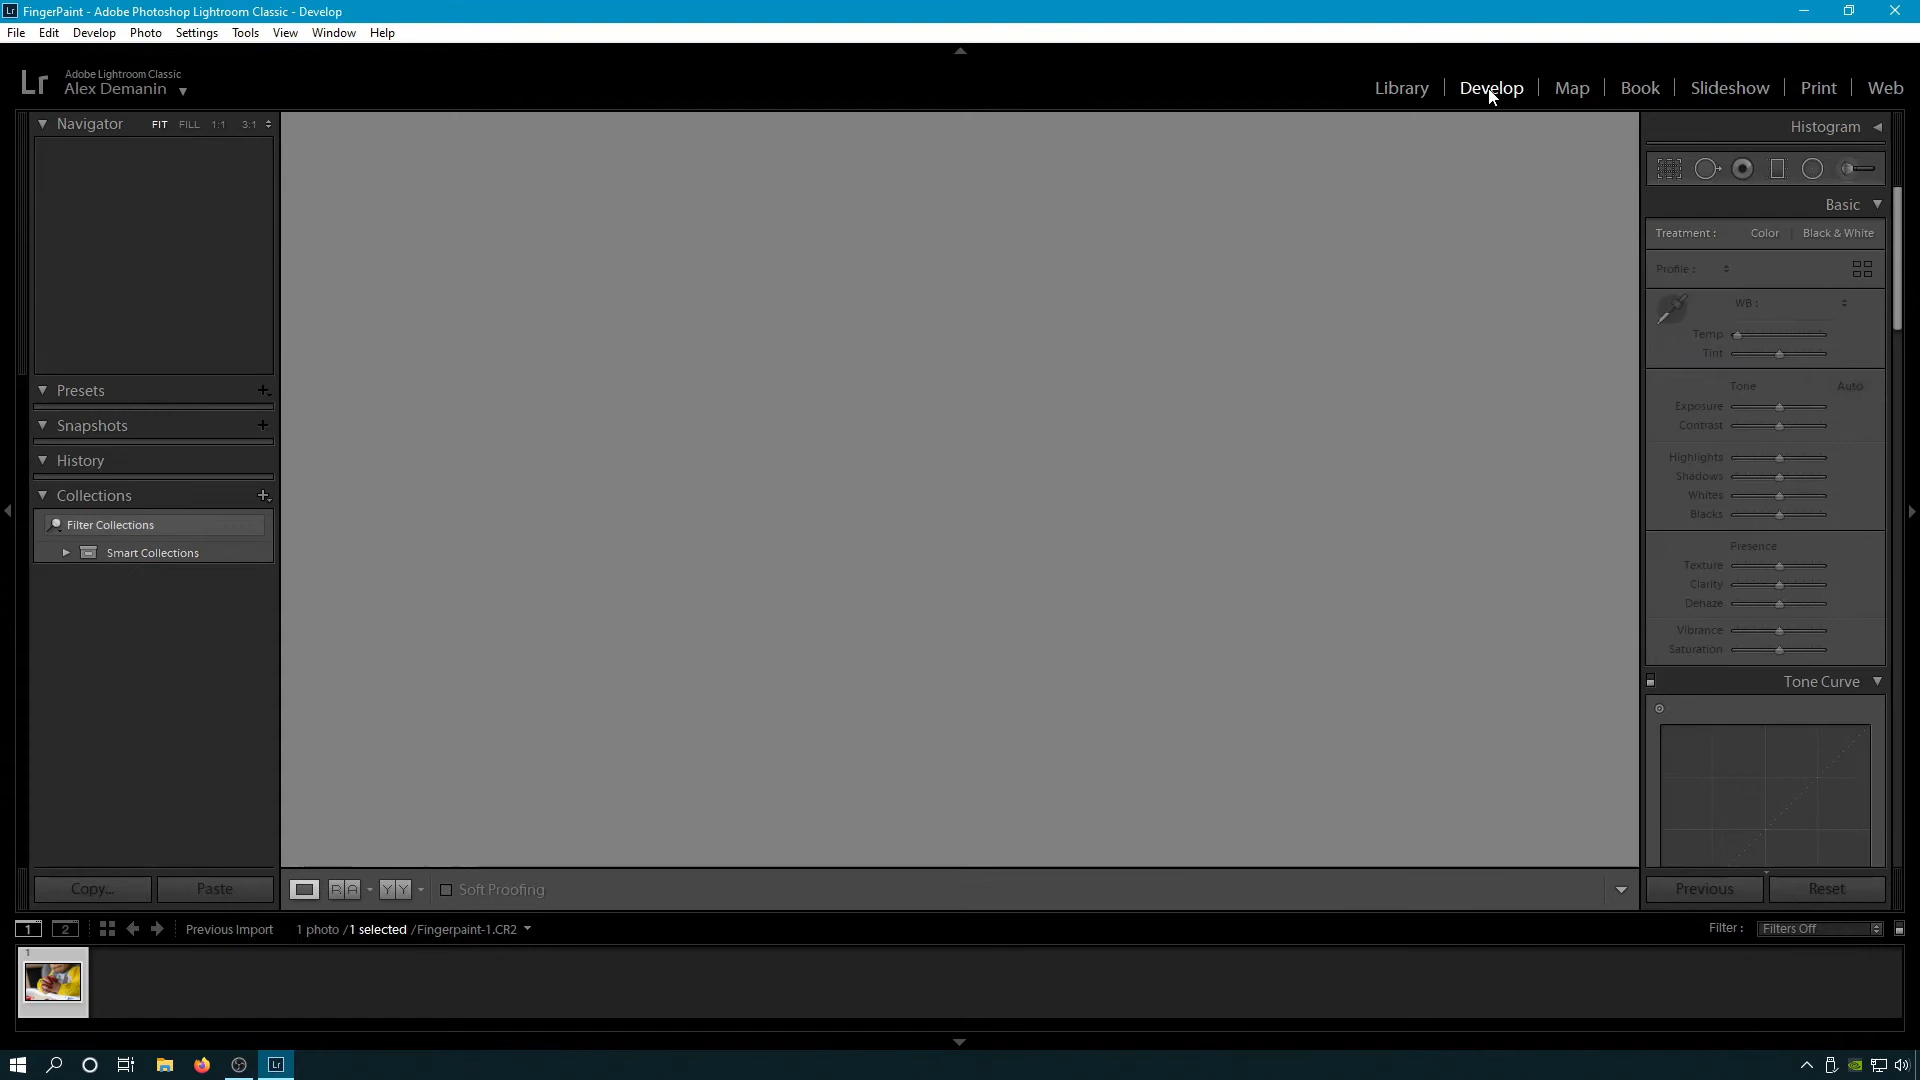 Lr FingerPaint - Adobe Photoshop Lightroom Classic - Develop
File Edit Develop Photo Settings Tools View Window Help
Lr Adobe Lightroom Classic
Alex Demanin
Library Develop Map Book Slideshow Print Web
Navigator FIT FILL 1:1 3:1
Histogram
Basic
Treatment : Color Black & White
Profile :
WB :
Temp
Tint
Tone Auto
Exposure
Contrast
Highlights
Shadows
Whites
Blacks
Presence
Texture
Clarity
Dehaze
Vibrance
Saturation
Tone Curve
Presets
Snapshots
History
Collections
Filter Collections
Smart Collections
Copy... Paste
R A Y Y Soft Proofing
Previous Reset
1 2 Previous Import 1 photo / 1 selected / Fingerpaint-1.CR2
Filter : Filters Off
1
Lr